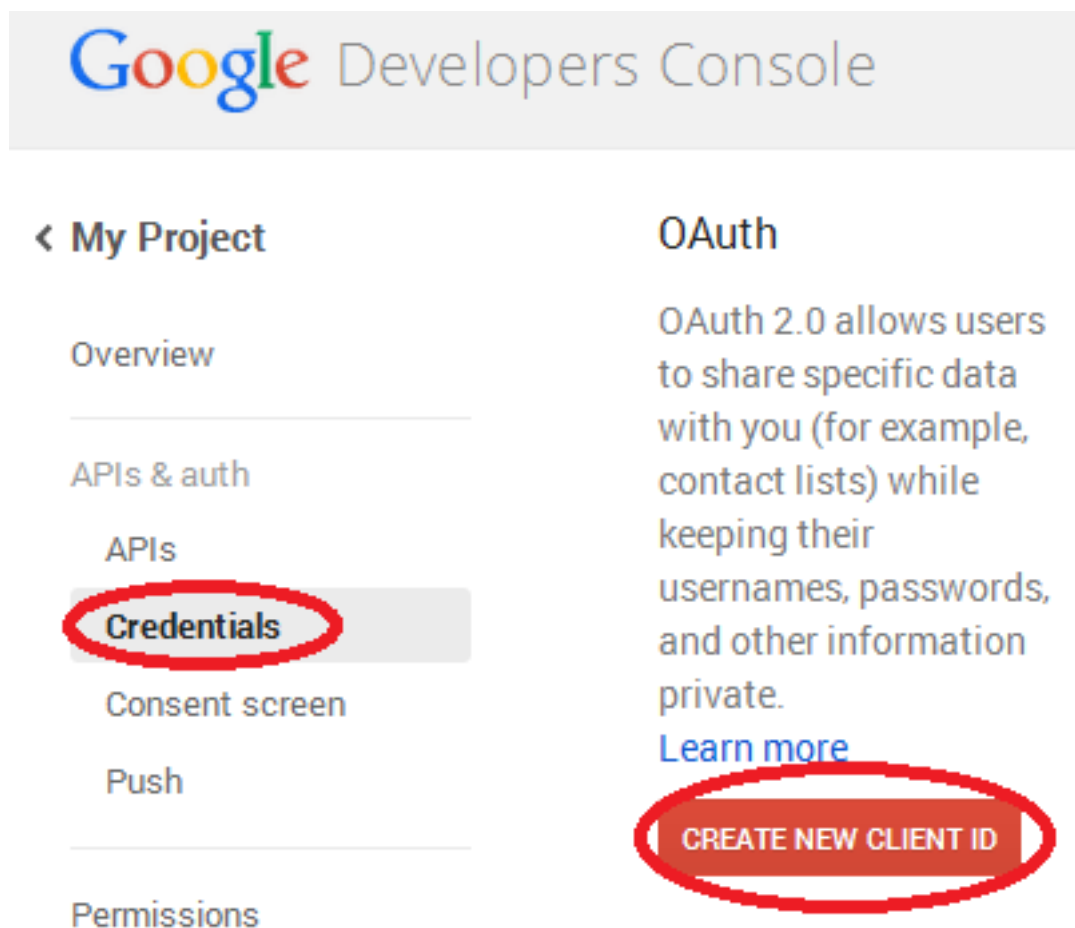 Google Developers Console
My Project
Overview
APIs & auth
APIs
Credentials
Consent screen
Push
Permissions
OAuth
OAuth 2.0 allows users
to share specific data
with you (for example,
contact lists) while
keeping their
usernames, passwords,
and other information
private.
Learn more
CREATE NEW CLIENT ID